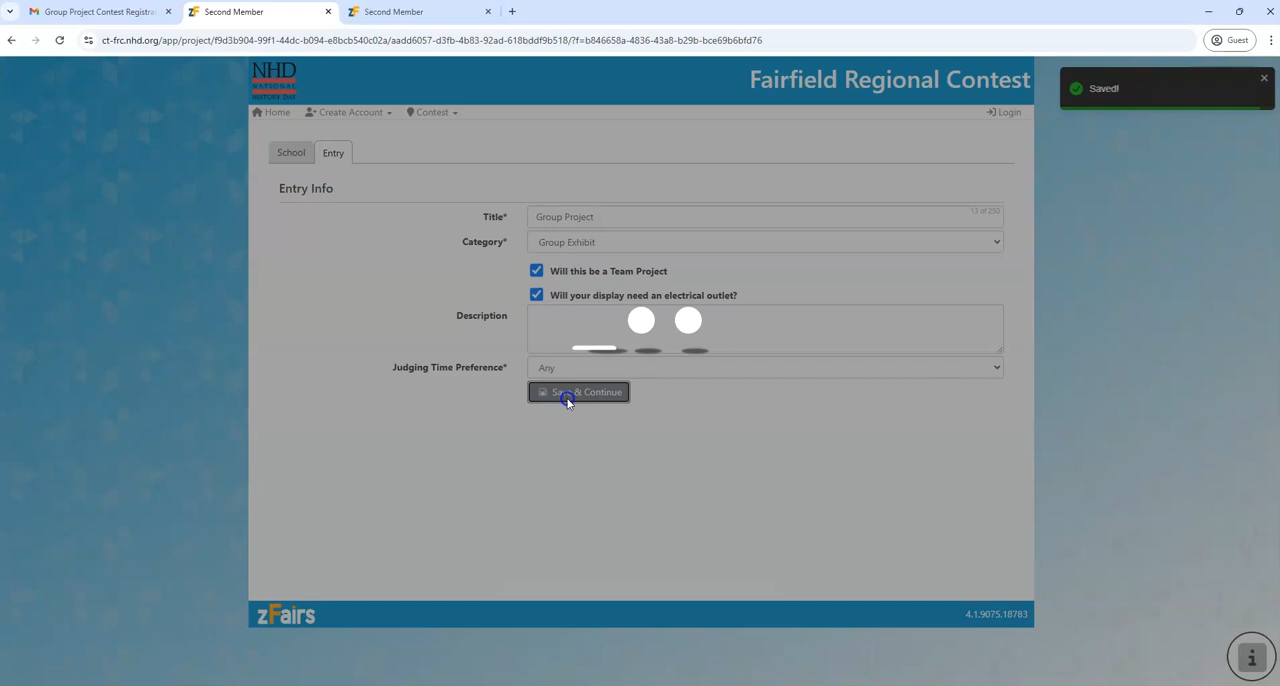 Group Project Contest Registra
Second Member
Second Member
ct-frc.nhd.org/app/project/f9d3b904-99f1-44dc-b094-e8bcb540c02a/aadd6057-d3fb-4b83-92ad-618bddf9b518/?f=b846658a-4836-43a8-b29b-bce69b6bfd76
Guest
NHD
NATIONAL
HISTORY DAY
Fairfield Regional Contest
Saved!
Home
Create Account
Contest
Login
School
Entry
Entry Info
Title*
Group Project
13 of 250
Category*
Group Exhibit
Will this be a Team Project
Will your display need an electrical outlet?
Description
Judging Time Preference*
Any
Save & Continue
zFairs
4.1.9075.18783